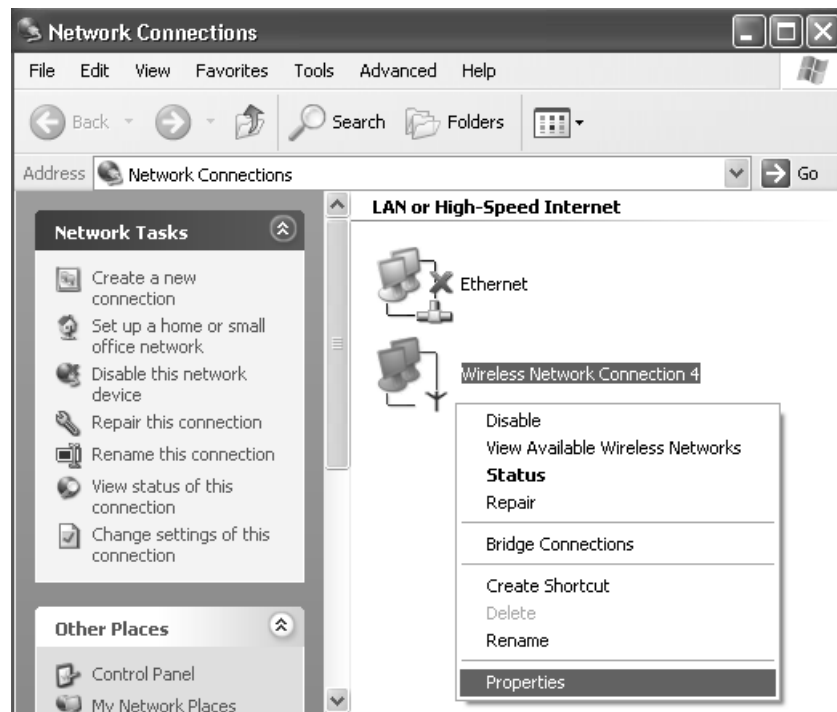 Network Connections
File Edit View Favorites Tools Advanced Help
Back Search Folders
Address Network Connections Go
Network Tasks
Create a new
connection
Set up a home or small
office network
Disable this network
device
Repair this connection
Rename this connection
View status of this
connection
Change settings of this
connection
Other Places
Control Panel
My Network Places
LAN or High-Speed Internet
Ethernet
Wireless Network Connection 4
Disable
View Available Wireless Networks
Status
Repair
Bridge Connections
Create Shortcut
Delete
Rename
Properties